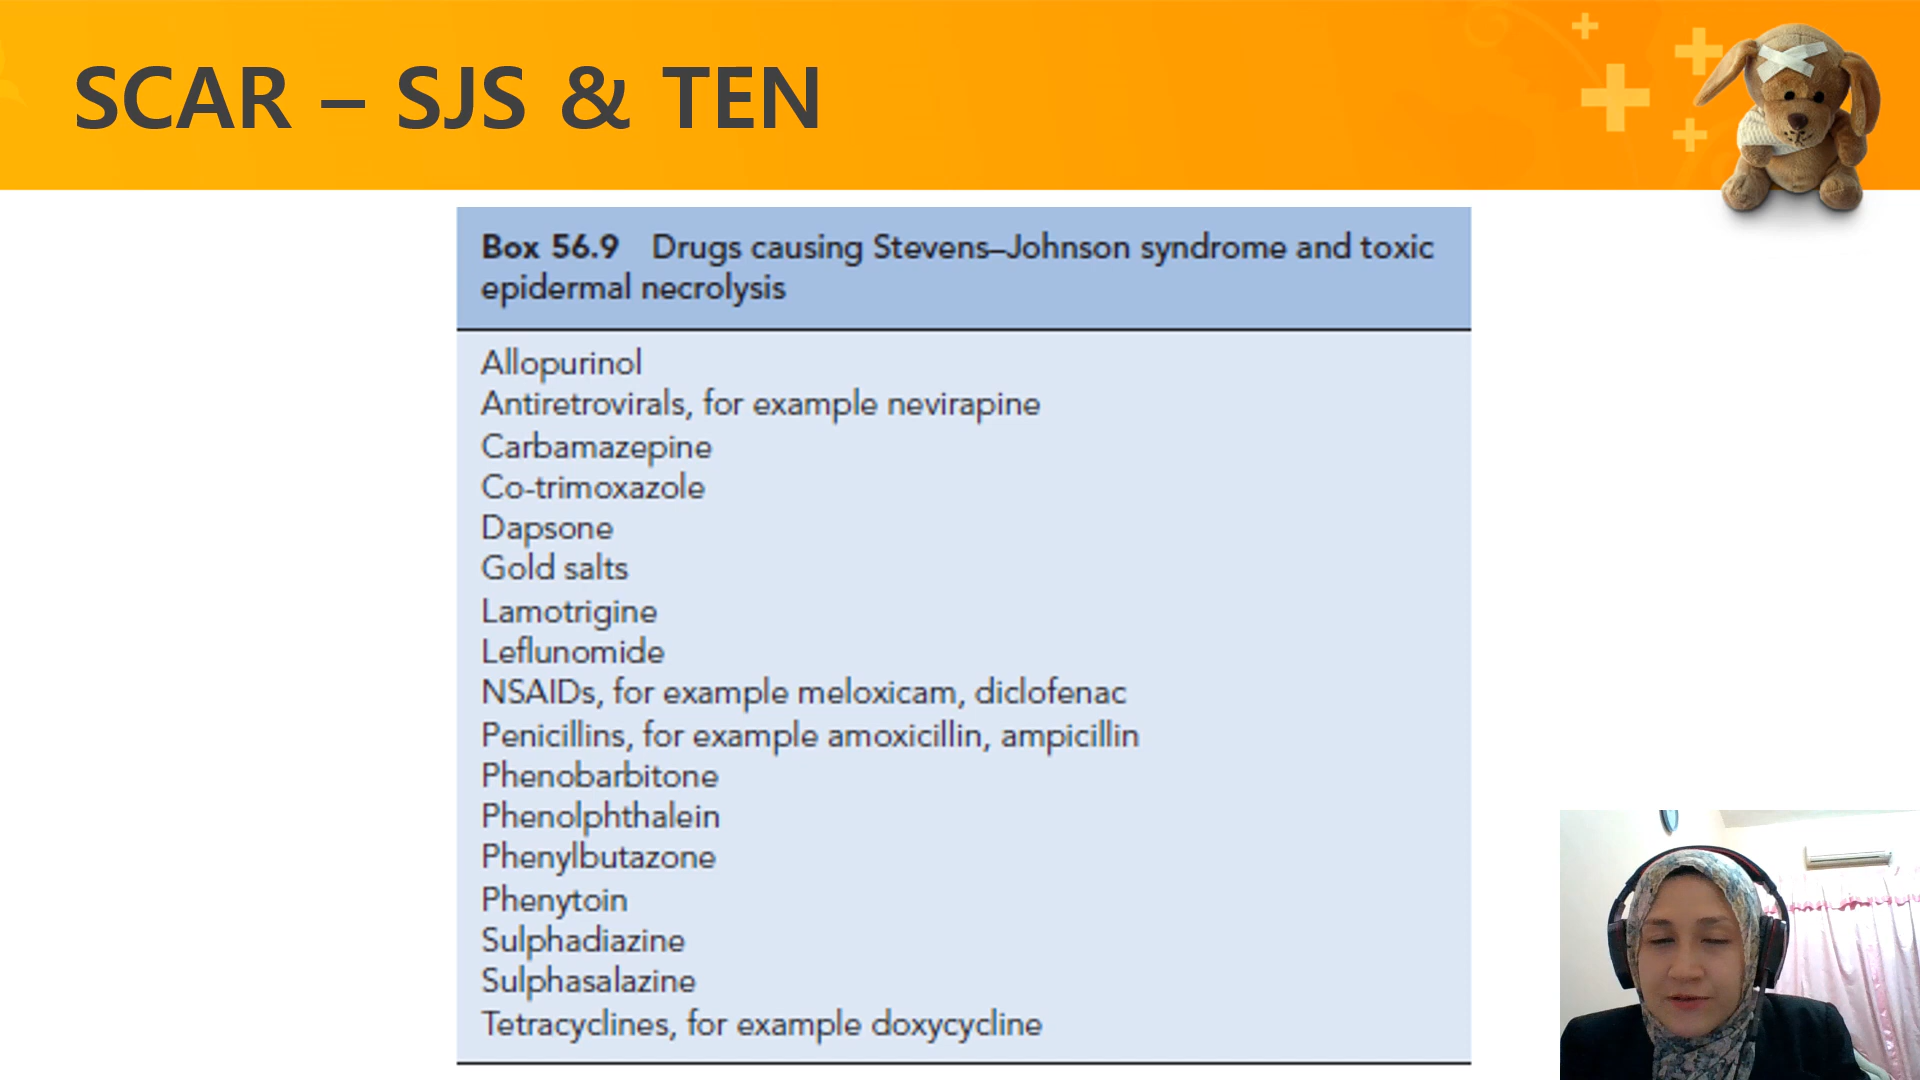 SCAR – SJS & TEN
Box 56.9 Drugs causing Stevens–Johnson syndrome and toxic
epidermal necrolysis
Allopurinol
Antiretrovirals, for example nevirapine
Carbamazepine
Co-trimoxazole
Dapsone
Gold salts
Lamotrigine
Leflunomide
NSAIDs, for example meloxicam, diclofenac
Penicillins, for example amoxicillin, ampicillin
Phenobarbitone
Phenolphthalein
Phenylbutazone
Phenytoin
Sulphadiazine
Sulphasalazine
Tetracyclines, for example doxycycline